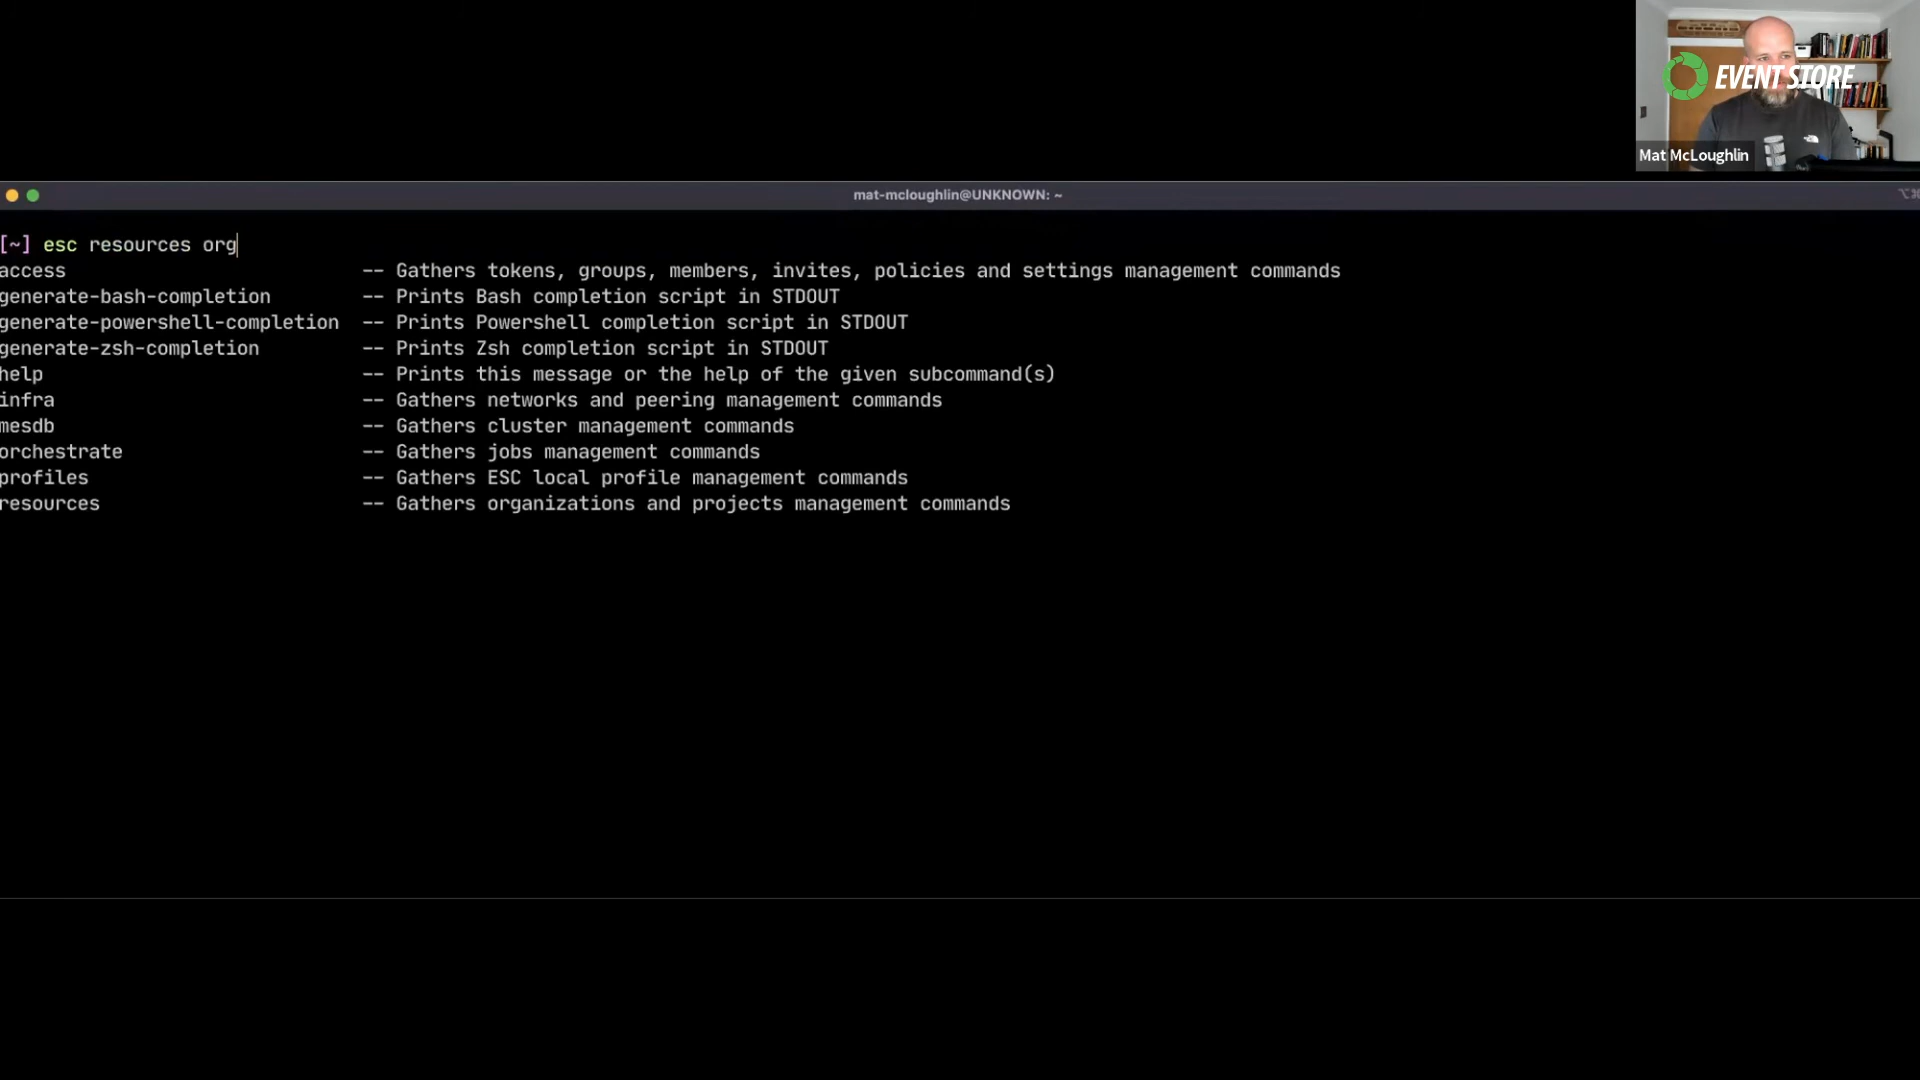 EVENT STORE
Mat McLoughlin
mat-mcloughlin@UNKNOWN: ~
[~] esc resources org
access -- Gathers tokens, groups, members, invites, policies and settings management commands
generate-bash-completion -- Prints Bash completion script in STDOUT
generate-powershell-completion -- Prints Powershell completion script in STDOUT
generate-zsh-completion -- Prints Zsh completion script in STDOUT
help -- Prints this message or the help of the given subcommand(s)
infra -- Gathers networks and peering management commands
mesdb -- Gathers cluster management commands
orchestrate -- Gathers jobs management commands
profiles -- Gathers ESC local profile management commands
resources -- Gathers organizations and projects management commands